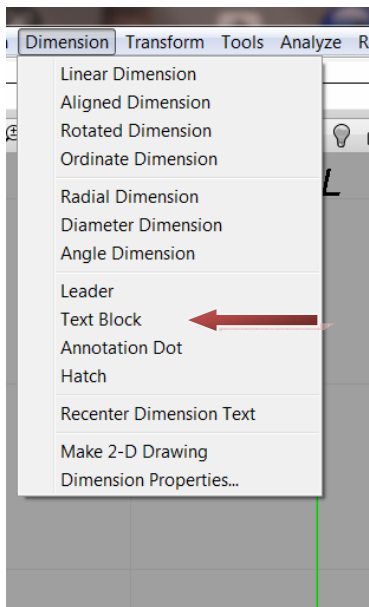 Dimension Transform Tools Analyze R
Linear Dimension
Aligned Dimension
Rotated Dimension
Ordinate Dimension
Radial Dimension
Diameter Dimension
Angle Dimension
Leader
Text Block
Annotation Dot
Hatch
Recenter Dimension Text
Make 2-D Drawing
Dimension Properties...
L